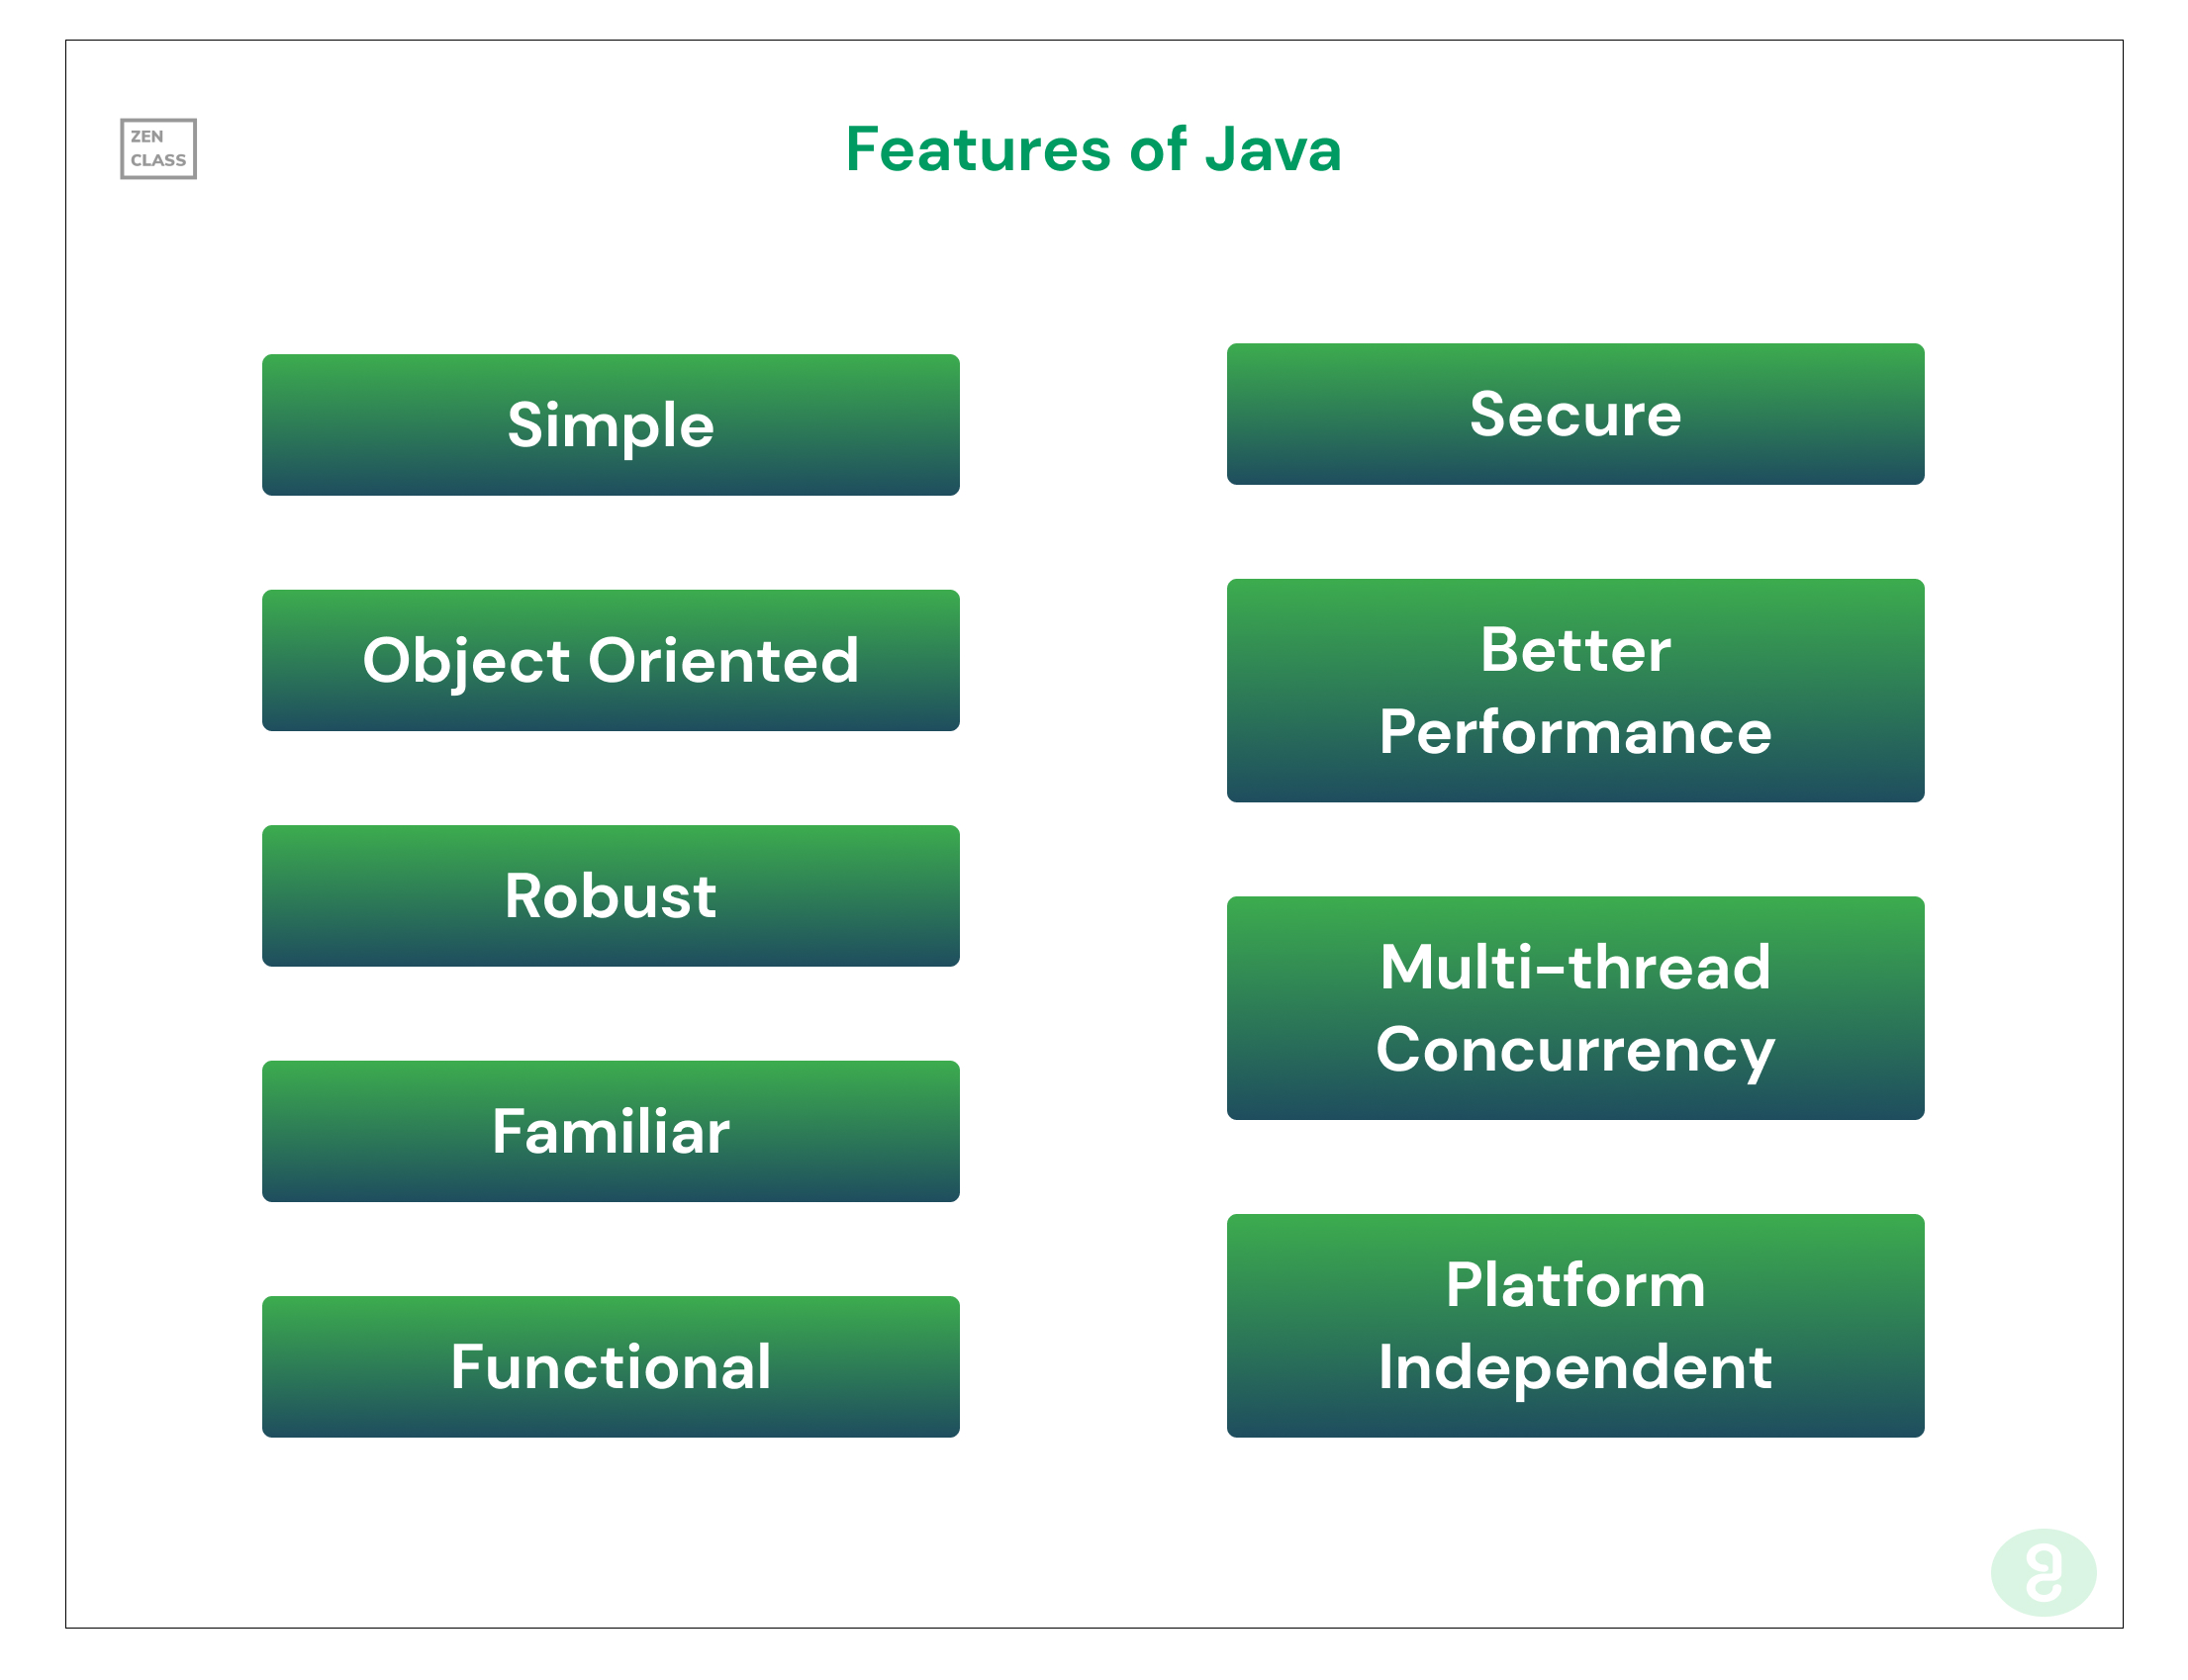 ZEN
CLASS
Features of Java
Simple
Object Oriented
Robust
Familiar
Functional
Secure
Better
Performance
Multi-thread
Concurrency
Platform
Independent